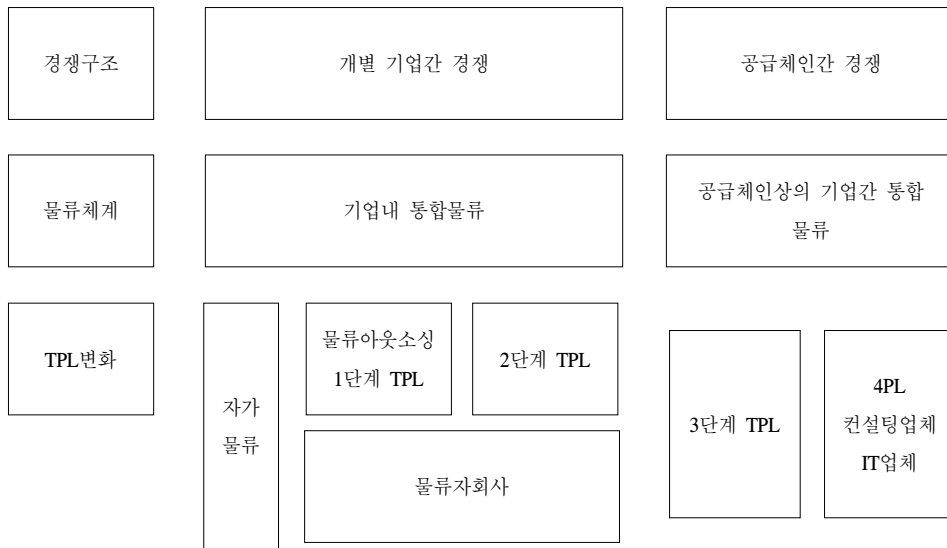 경쟁구조
개별 기업간 경쟁
공급체인간 경쟁
물류체계
기업내 통합물류
공급체인상의 기업간 통합
물류
TPL변화
자가
물류
물류아웃소싱
1단계 TPL
2단계 TPL
물류자회사
3단계 TPL
4PL
컨설팅업체
IT업체